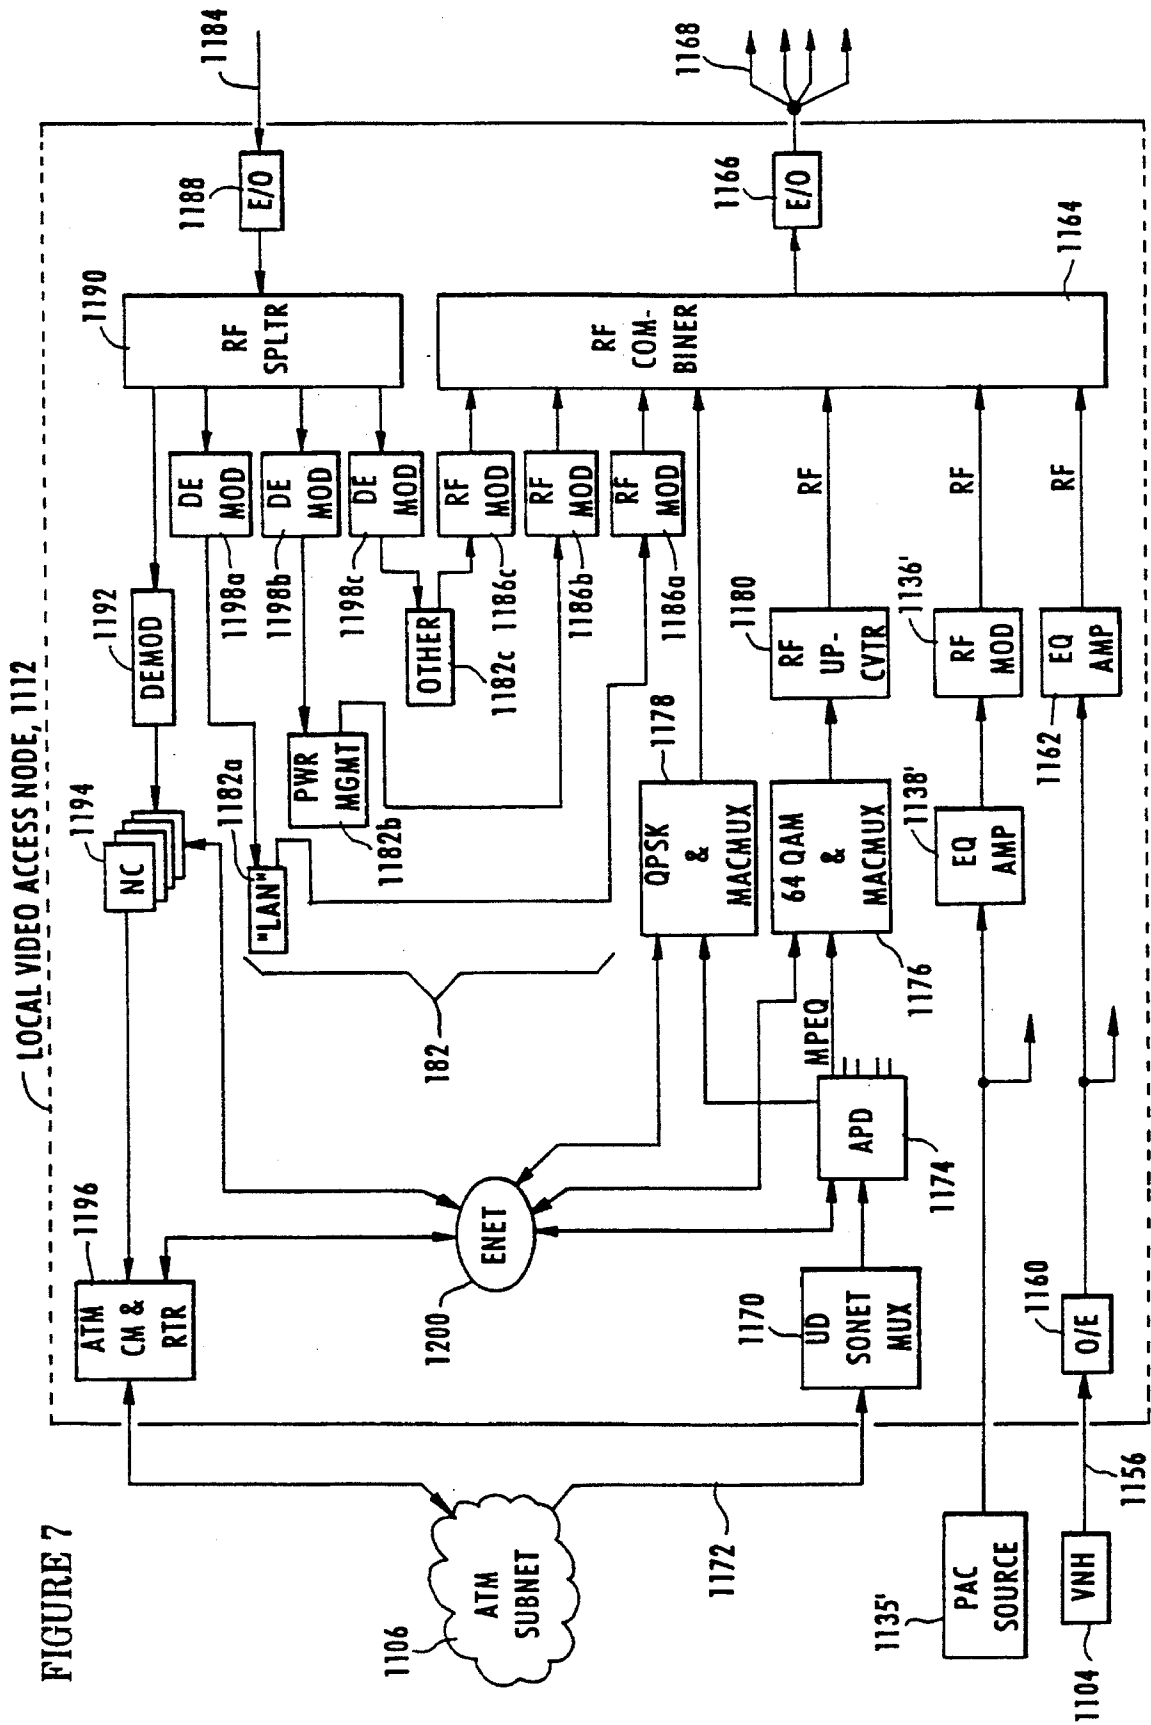 FIGURE 7
LOCAL VIDEO ACCESS NODE, 1112
1106
ATM
SUBNET
1172
1196
ATM
CM &
RTR
1194
NC
1192
DEMOD
1190
RF
SPLTR
1188
E/O
1184
1182a
"LAN"
1198a
DE
MOD
1198b
DE
MOD
1198c
DE
MOD
PWR
MGMT
1182b
OTHER
1182c
182
RF
MOD
1186c
RF
MOD
1186b
RF
MOD
1186a
RF
COM-
BINER
1164
1166
E/O
1168
1200
ENET
1178
QPSK
&
MACMUX
1170
UD
SONET
MUX
APD
1174
MPEQ
64 QAM
&
MACMUX
1176
1180
RF
UP-
CVTR
RF
1135'
PAC
SOURCE
1138'
EQ
AMP
1136'
RF
MOD
RF
1104
VNH
1156
1160
O/E
1162
EQ
AMP
RF